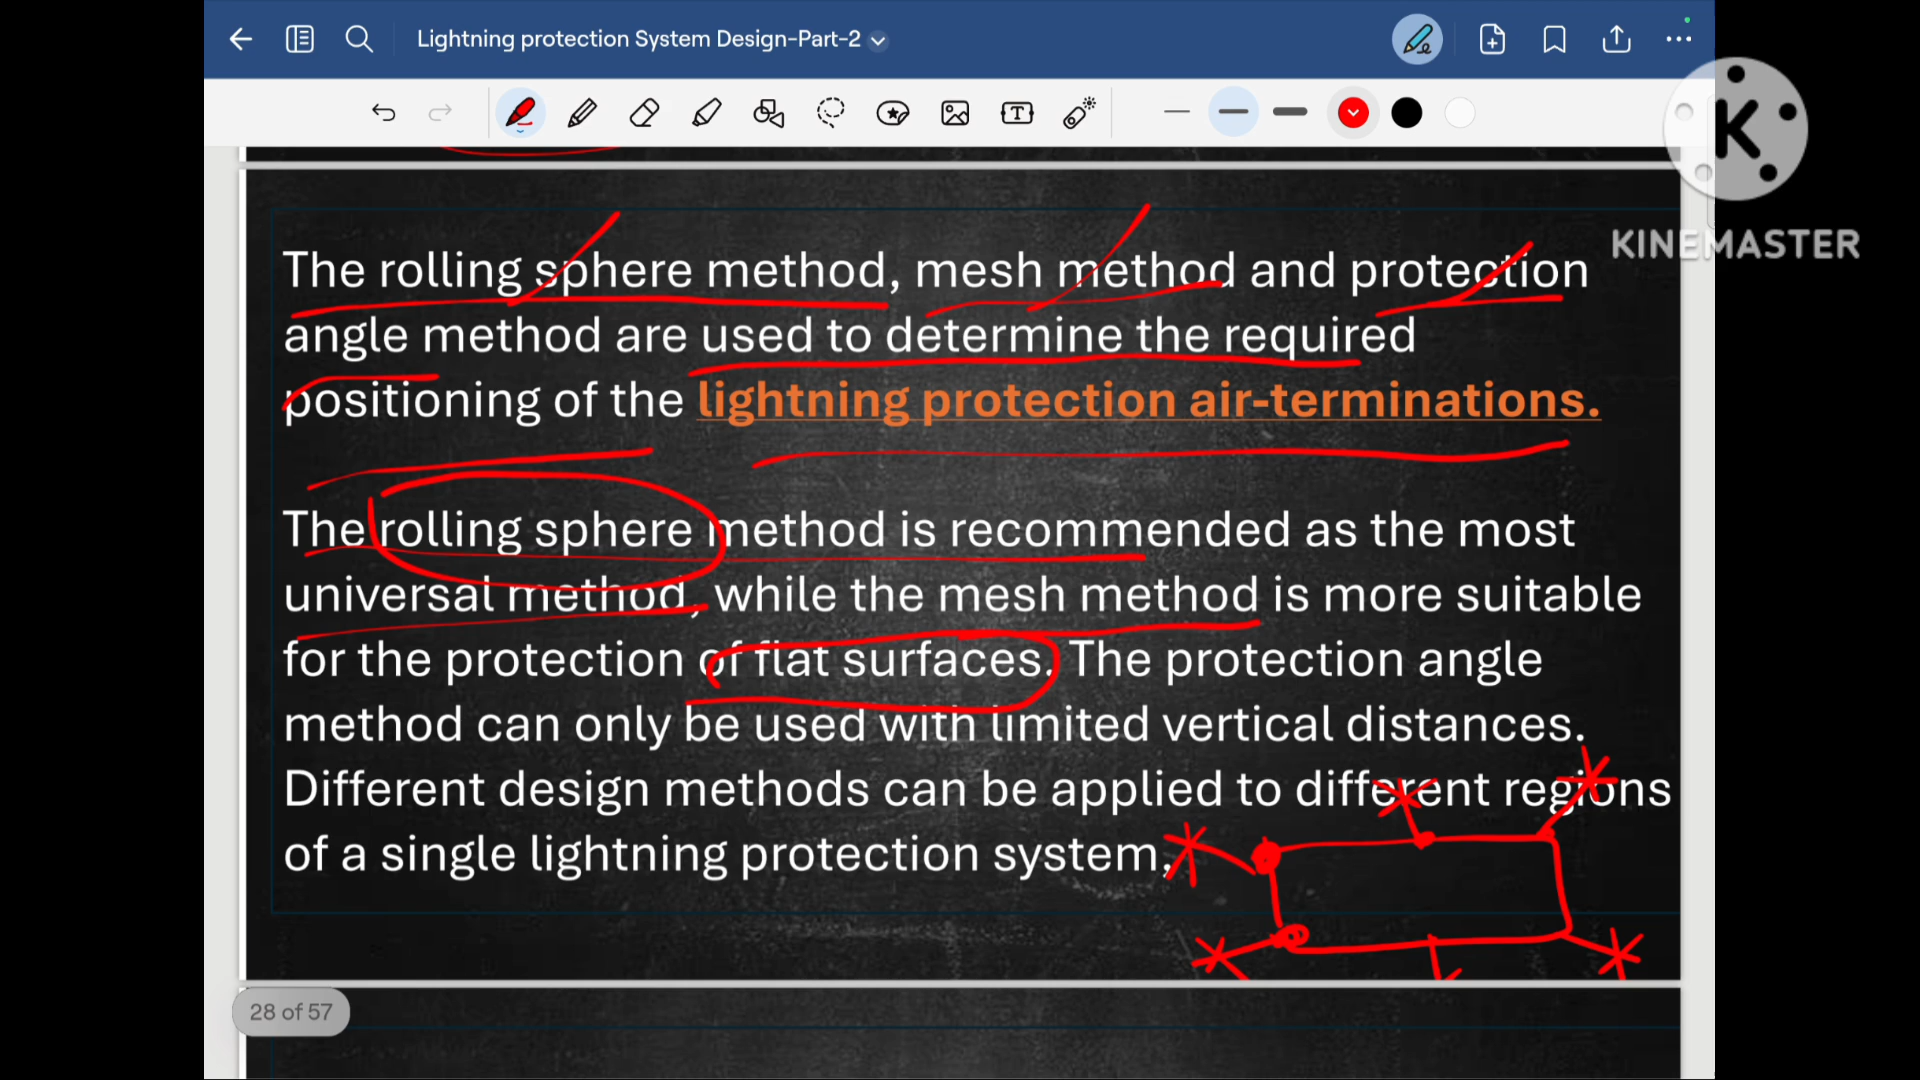 Lightning protection System Design-Part-2
K
KINEMASTER
The rolling sphere method, mesh method and protection
angle method are used to determine the required
positioning of the lightning protection air-terminations.
The rolling sphere method is recommended as the most
universal method, while the mesh method is more suitable
for the protection of flat surfaces. The protection angle
method can only be used with limited vertical distances.
Different design methods can be applied to different regions
of a single lightning protection system.
28 of 57